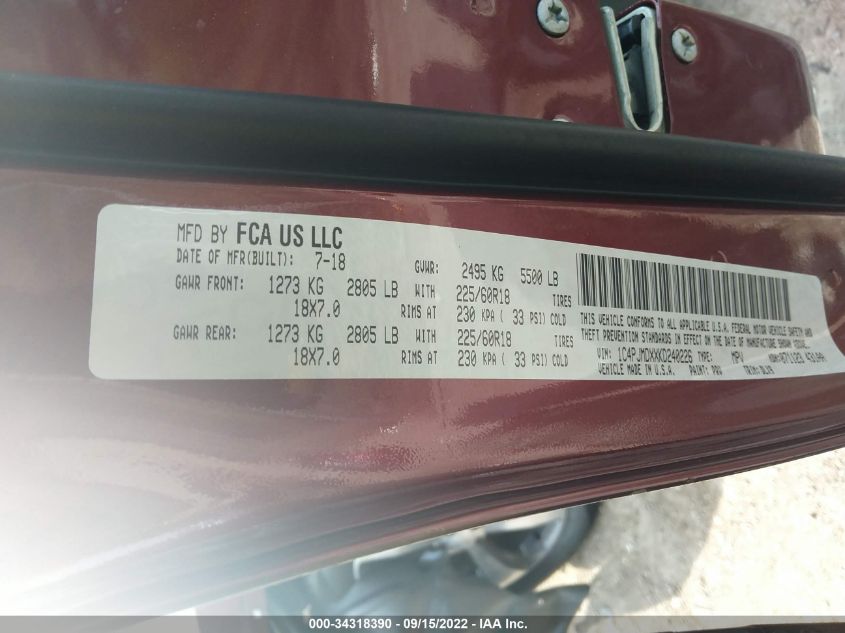 MFD BY FCA US LLC
DATE OF MFR(BUILT): 7-18 GVWR: 2495 KG 5500 LB
GAWR FRONT: 1273 KG 2805 LB WITH 225/60R18 TIRES
18X7.0 RIMS AT 230 KPA ( 33 PSI) COLD
GAWR REAR: 1273 KG 2805 LB WITH 225/60R18 TIRES
18X7.0 RIMS AT 230 KPA ( 33 PSI) COLD
THIS VEHICLE CONFORMS TO ALL APPLICABLE U.S.A. FEDERAL MOTOR VEHICLE SAFETY AND
THEFT PREVENTION STANDARDS IN EFFECT ON THE DATE OF MANUFACTURE SHOWN ABOVE.
VIN: TYPE: MPV
VEHICLE MADE IN U.S.A. PAINT: PRQ TRIM:
000-34318390 - 09/15/2022 - IAA Inc.